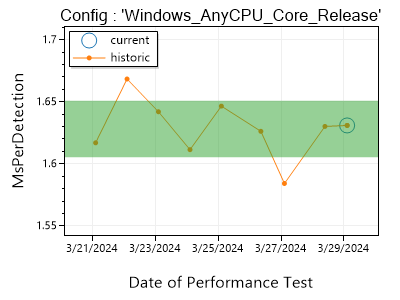 Config : 'Windows_AnyCPU_Core_Release'
current
historic
1.7
1.65
1.6
1.55
MsPerDetection
3/21/2024 3/23/2024 3/25/2024 3/27/2024 3/29/2024
Date of Performance Test